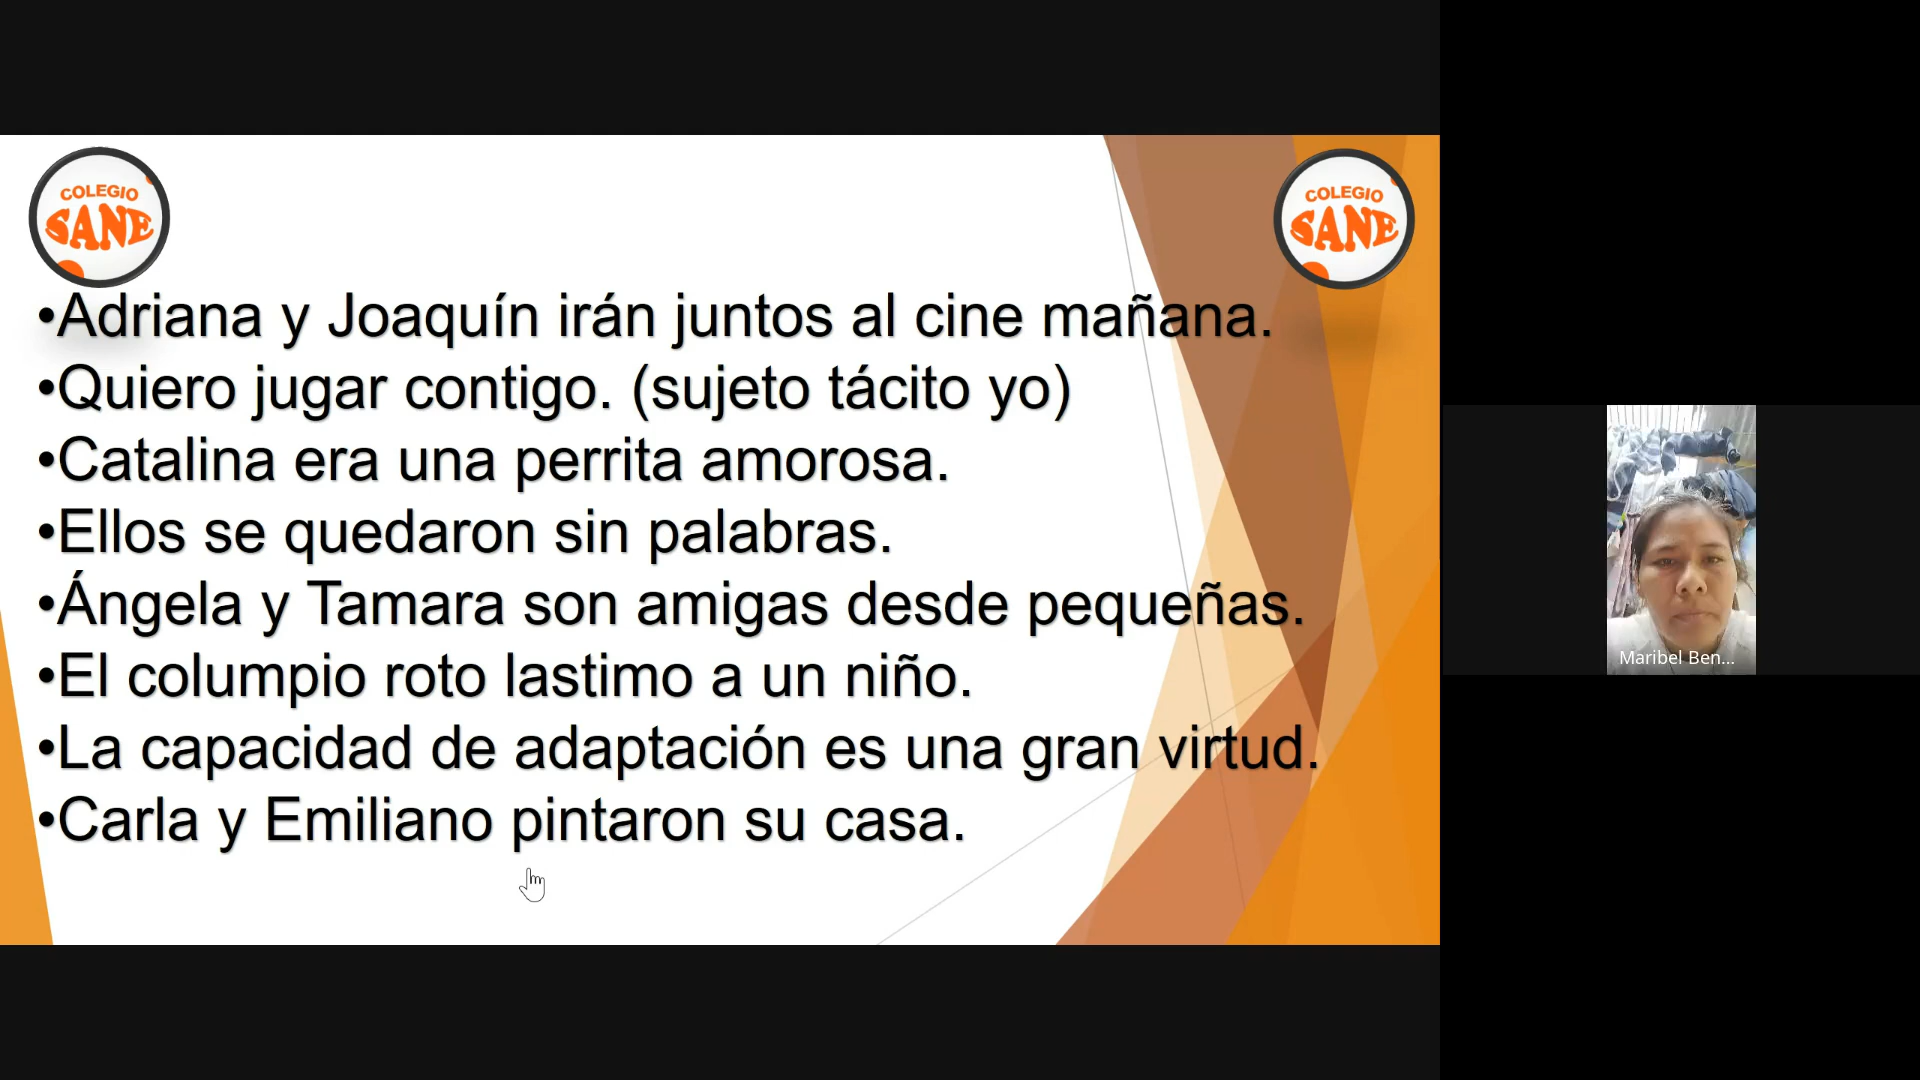 COLEGIO
SANE
COLEGIO
SANE
•Adriana y Joaquín irán juntos al cine mañana.
•Quiero jugar contigo. (sujeto tácito yo)
•Catalina era una perrita amorosa.
•Ellos se quedaron sin palabras.
•Ángela y Tamara son amigas desde pequeñas.
•El columpio roto lastimo a un niño.
•La capacidad de adaptación es una gran virtud.
•Carla y Emiliano pintaron su casa.
Maribel Ben...